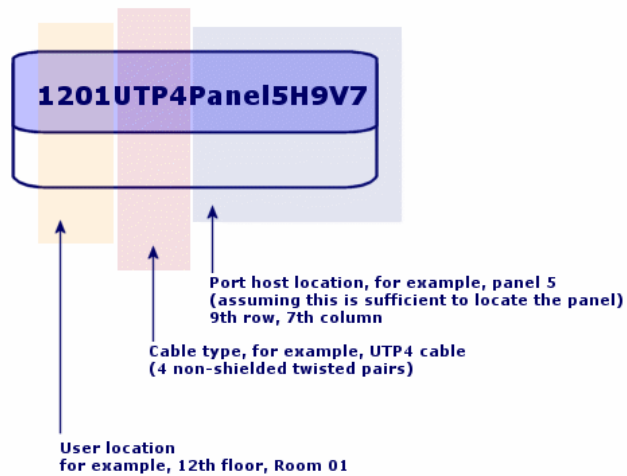 1201UTP4Panel5H9V7
Port host location, for example, panel 5
(assuming this is sufficient to locate the panel)
9th row, 7th column
Cable type, for example, UTP4 cable
(4 non-shielded twisted pairs)
User location
for example, 12th floor, Room 01